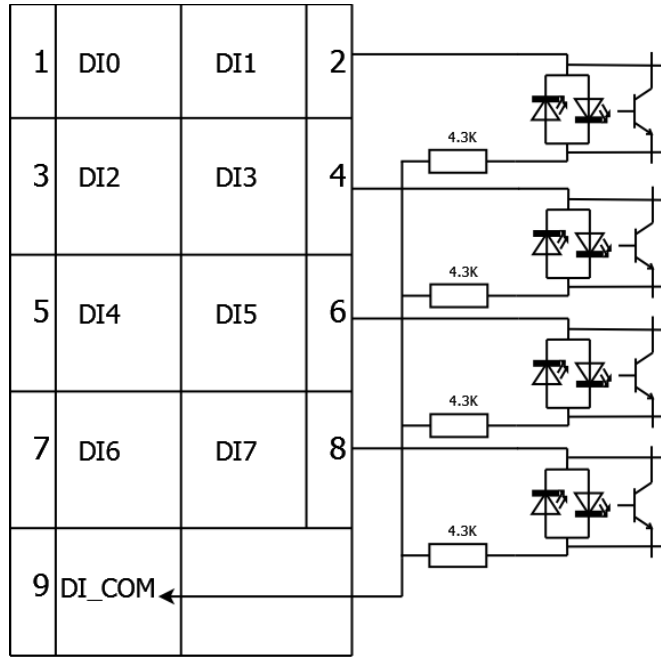 1 DI0 DI1 2
4.3K
3 DI2 DI3 4
4.3K
5 DI4 DI5 6
4.3K
7 DI6 DI7 8
4.3K
9 DI_COM